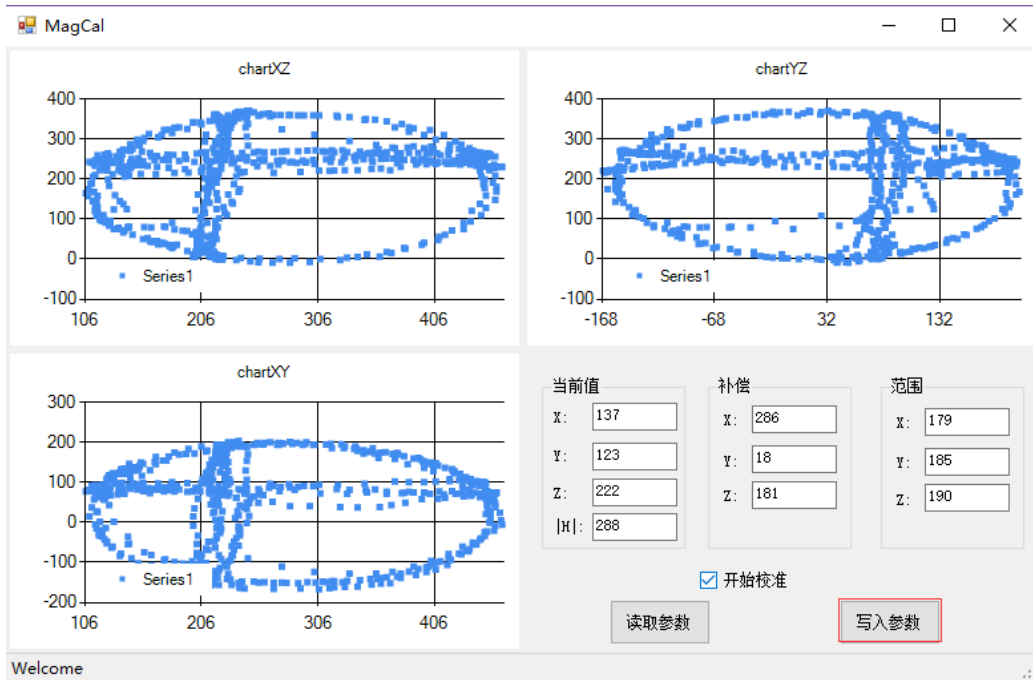 MagCal
chartXZ
400
300
200
100
0
-100
Series1
106 206 306 406
chartYZ
400
300
200
100
0
-100
Series1
-168 -68 32 132
chartXY
300
200
100
0
-100
-200
Series1
106 206 306 406
当前值
X: 137
Y: 123
Z: 222
|H|: 288
补偿
X: 286
Y: 18
Z: 181
范围
X: 179
Y: 185
Z: 190
开始校准
读取参数 写入参数
Welcome